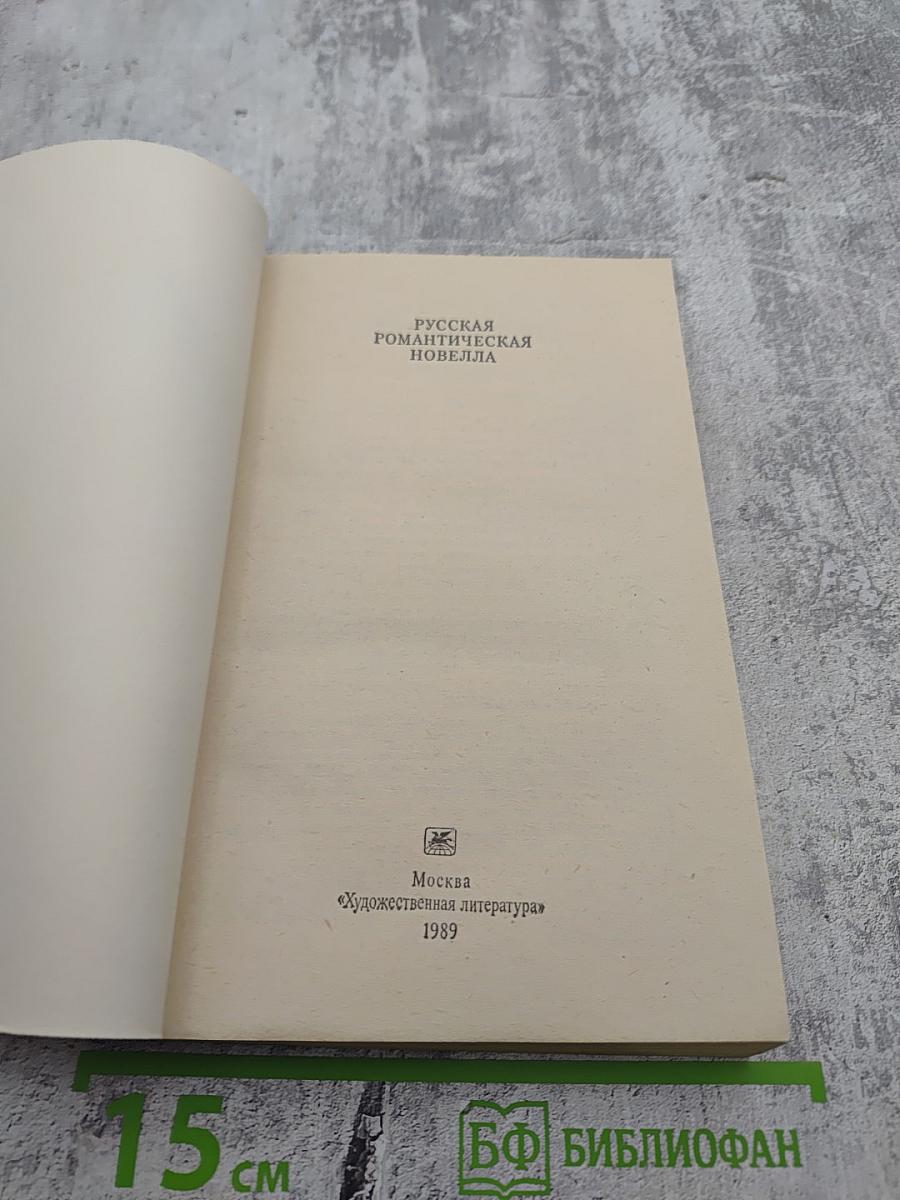 РУССКАЯ
РОМАНТИЧЕСКАЯ
НОВЕЛЛА
Москва
«Художественная литература»
1989
15 см
БФ БИБЛИОФАН